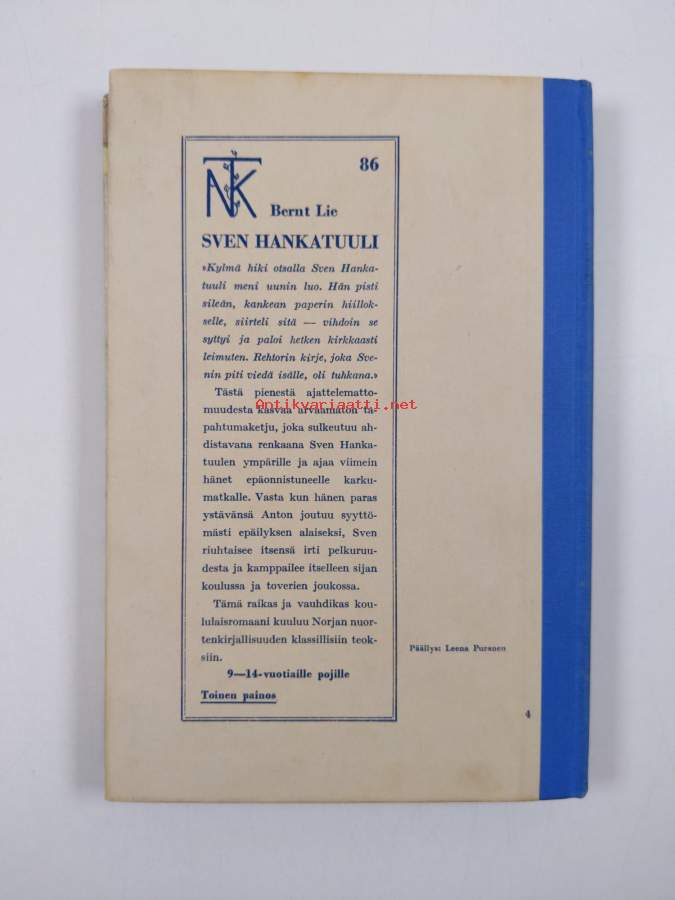 NTK
86
Bernt Lie
SVEN HANKATUULI
»Kylmä hiki otsalla Sven Hanka-
tuuli meni uunin luo. Hän pisti
sileän, kankean paperin hiillok-
selle, siirteli sitä — vihdoin se
syttyi ja paloi hetken kirkkaasti
leimuten. Rehtorin kirje, joka Sve-
nin piti viedä isälle, oli tuhkana.»
Tästä pienestä ajattelematto-
muudesta kasvaa arvaamaton ta-
Antikvariaatti.net
pahtumaketju, joka sulkeutuu ah-
distavana renkaana Sven Hanka-
tuulen ympärille ja ajaa viimein
hänet epäonnistuneelle karku-
matkalle. Vasta kun hänen paras
ystävänsä Anton joutuu syyttö-
mästi epäilyksen alaiseksi, Sven
riuhtaisee itsensä irti pelkuruu-
desta ja kamppailee itselleen sijan
koulussa ja toverien joukossa.
Tämä raikas ja vauhdikas kou-
lulaisromaani kuuluu Norjan nuor-
tenkirjallisuuden klassillisiin teok-
siin.
9—14-vuotiaille pojille
Toinen painos
Päällys: Leena Puranen
4